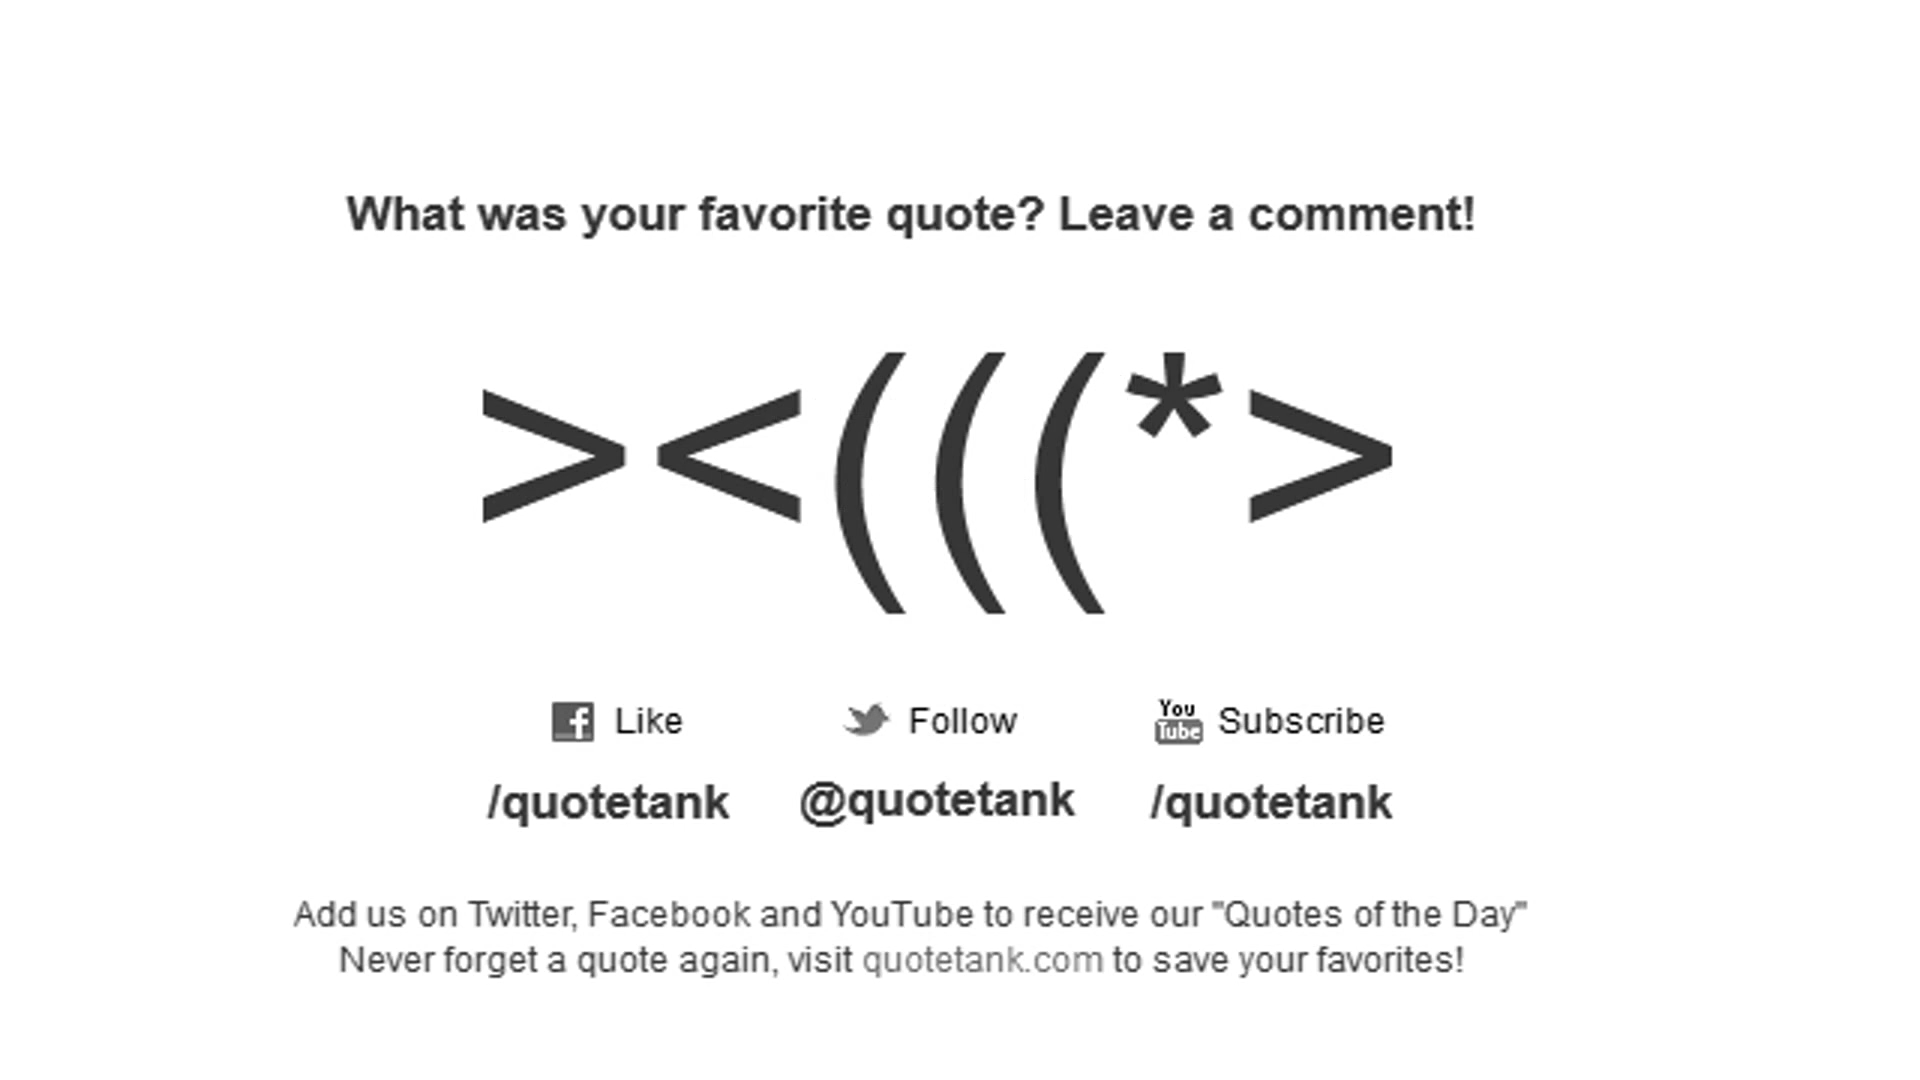 What was your favorite quote? Leave a comment!
><(((*>
f Like Follow You Tube Subscribe
/quotetank @quotetank /quotetank
Add us on Twitter, Facebook and YouTube to receive our "Quotes of the Day"
Never forget a quote again, visit quotetank.com to save your favorites!